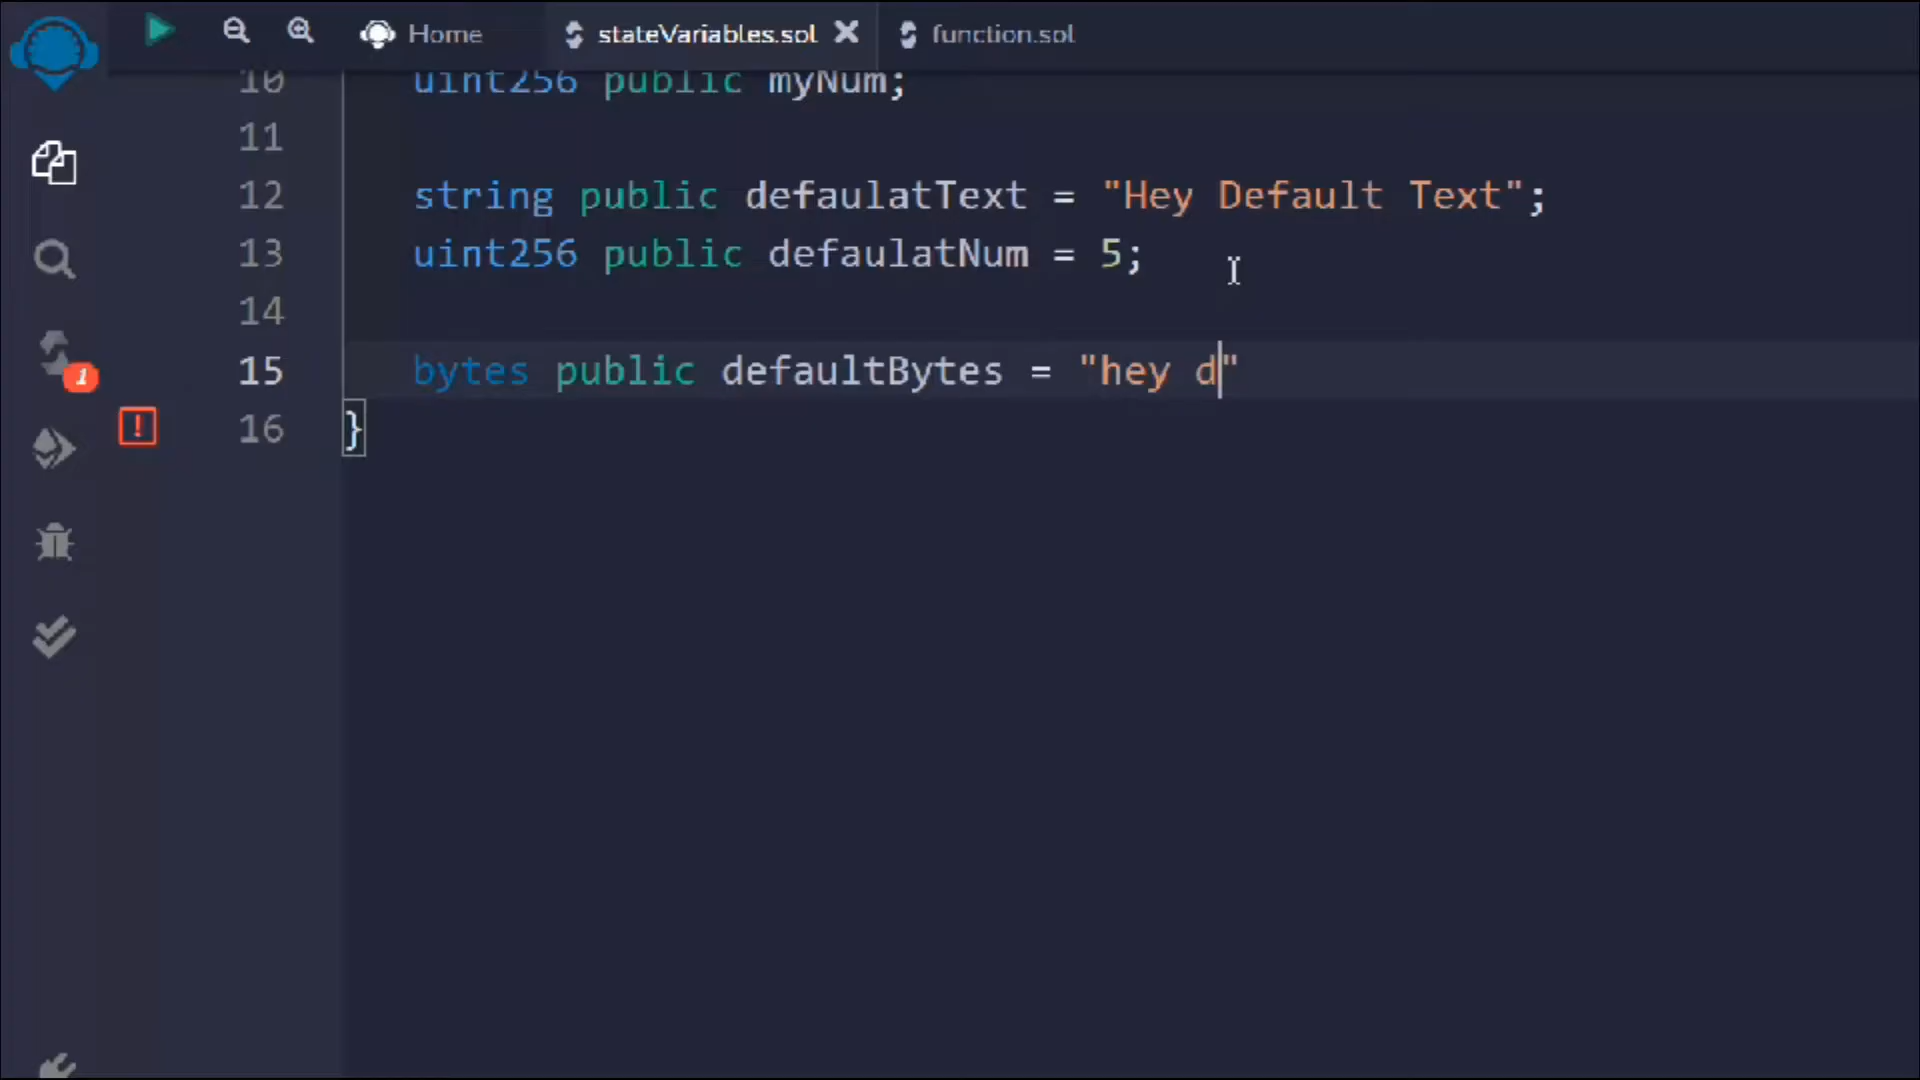 Home stateVariables.sol function.sol
10 uint256 public myNum;
11
12 string public defaulatText = "Hey Default Text";
13 uint256 public defaulatNum = 5;
14
15 bytes public defaultBytes = "hey d"
1
! 16 }